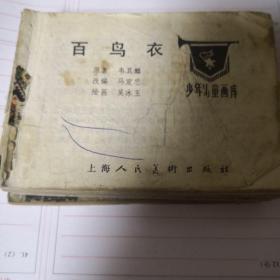 百鸟衣
原著 韦其麟
改编 马宏忠
绘画 吴冰玉
少年儿童画库
上海人民美术出版社